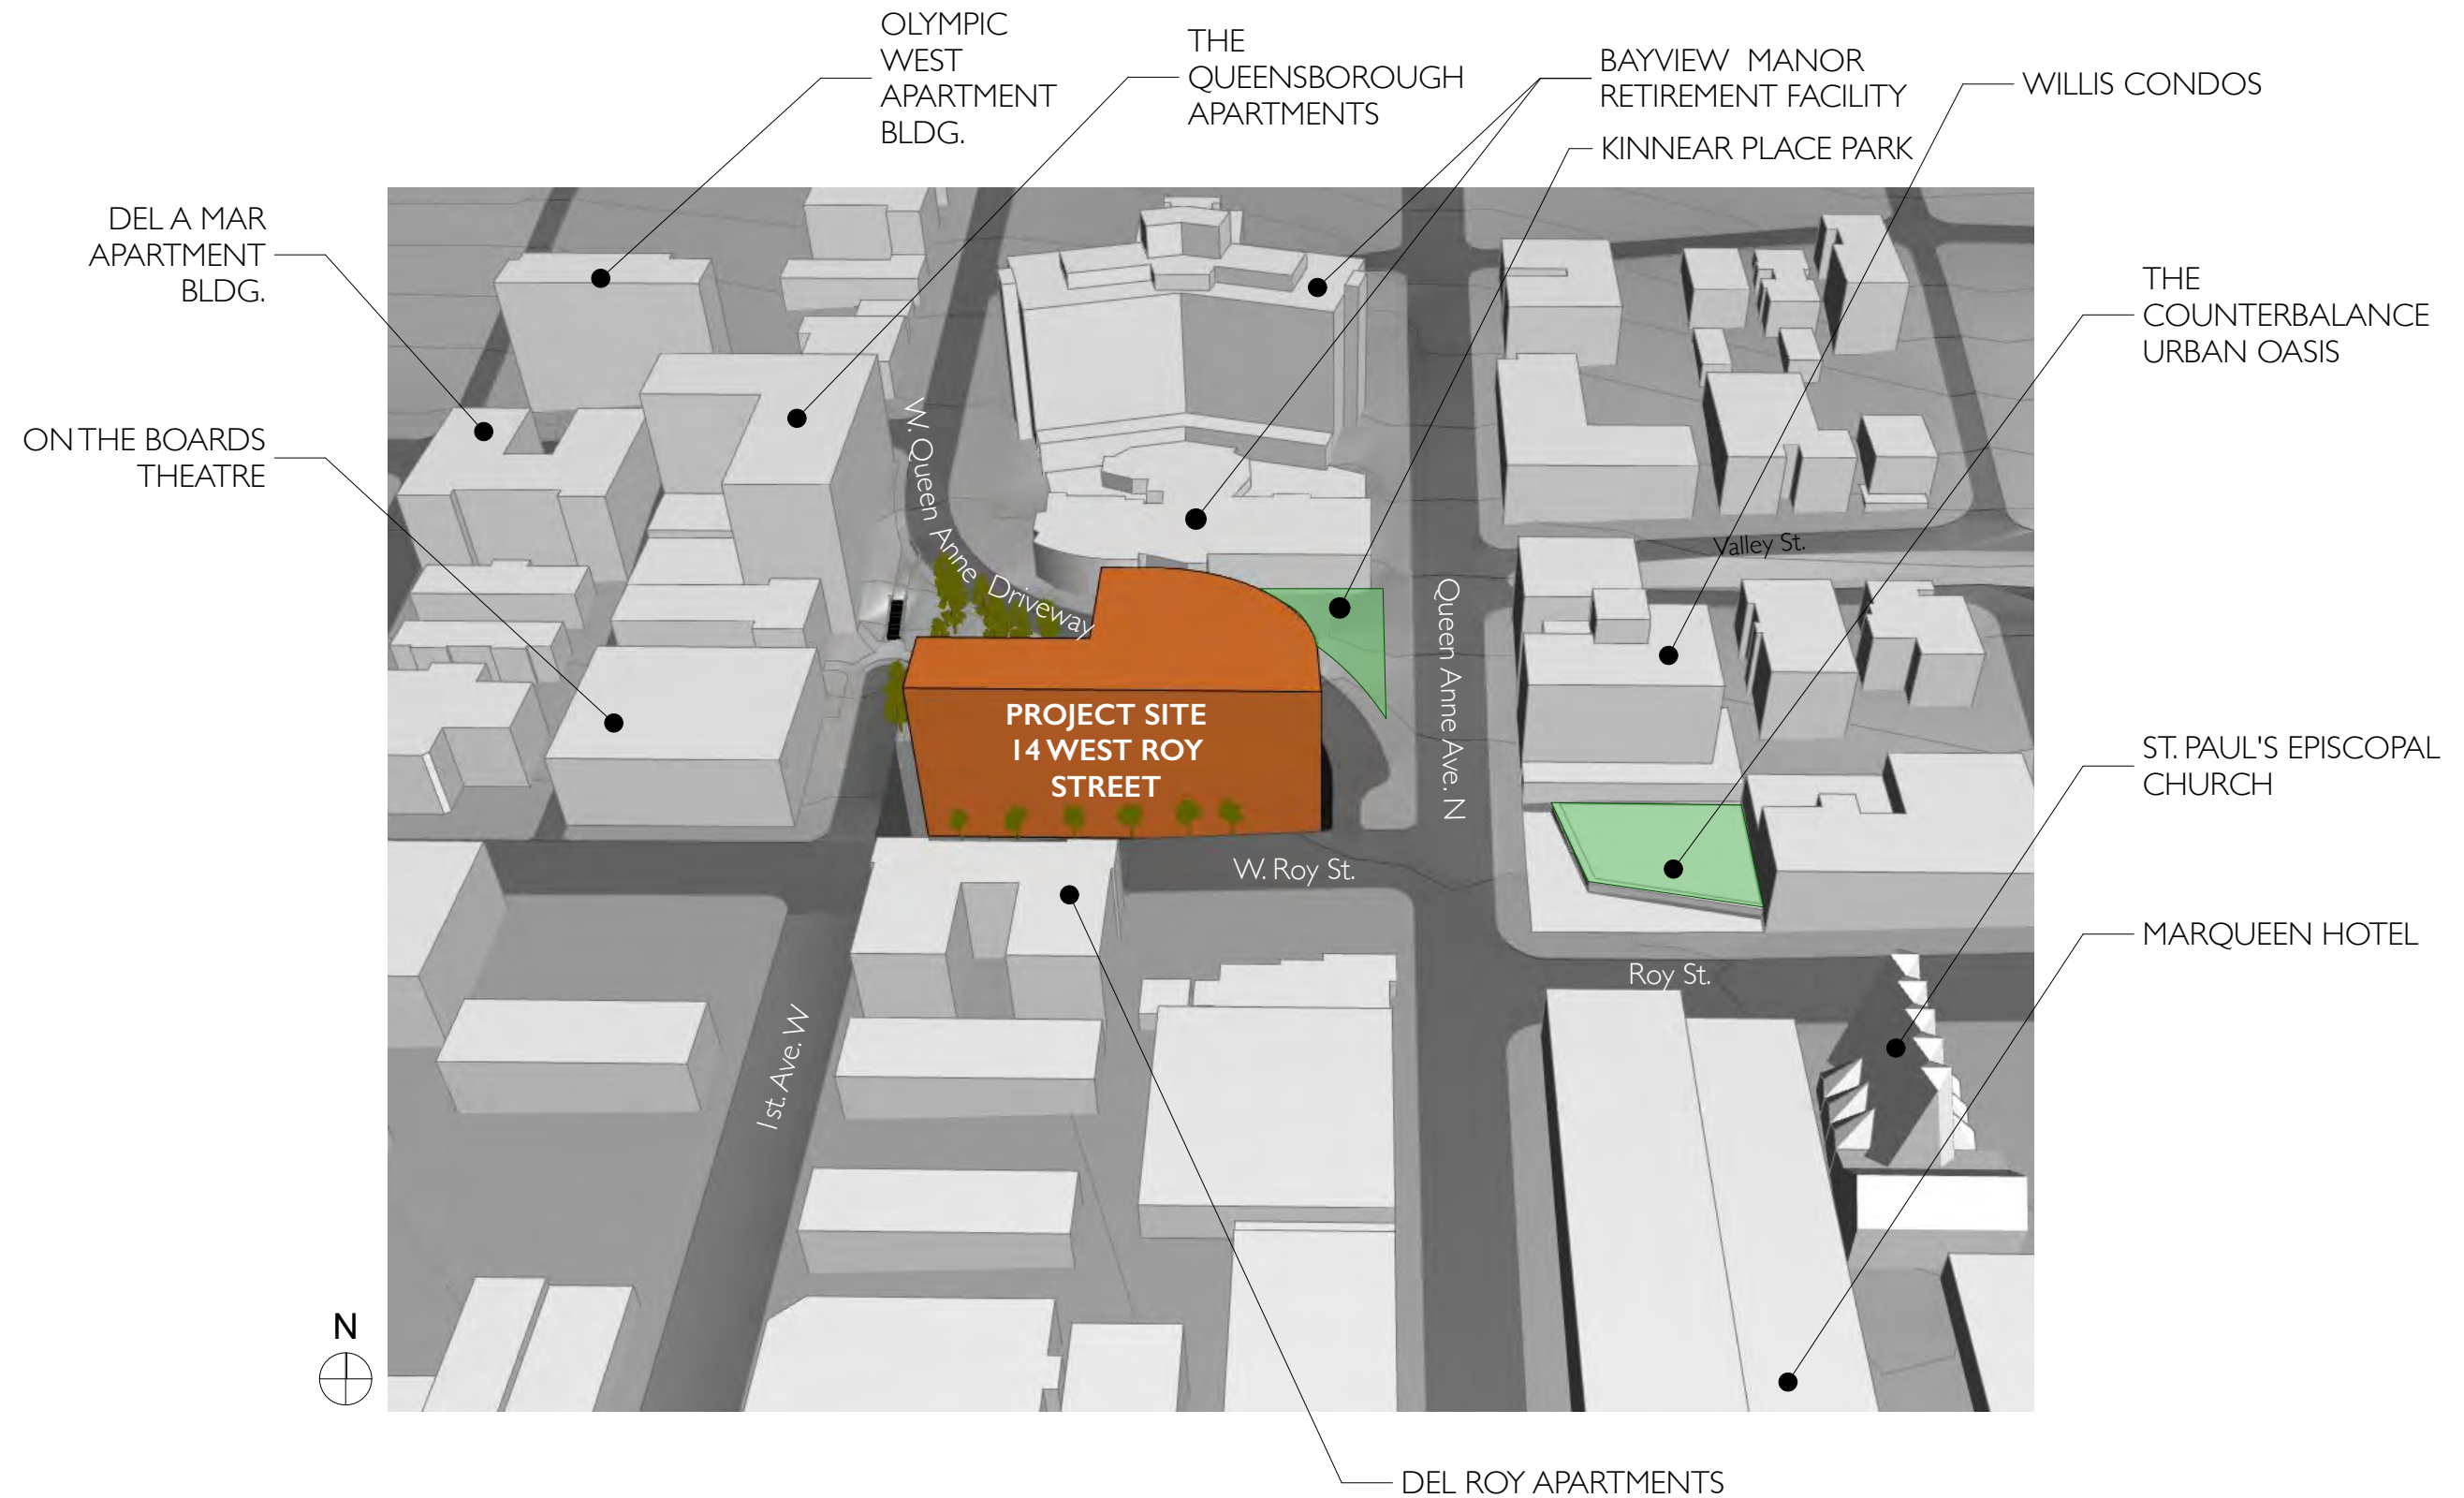 OLYMPIC
WEST
APARTMENT
BLDG.
THE
QUEENSBOROUGH
APARTMENTS
BAYVIEW MANOR
RETIREMENT FACILITY
KINNEAR PLACE PARK
WILLIS CONDOS
DEL A MAR
APARTMENT
BLDG.
ON THE BOARDS
THEATRE
THE
COUNTERBALANCE
URBAN OASIS
ST. PAUL'S EPISCOPAL
CHURCH
MARQUEEN HOTEL
W. Queen Anne Driveway
Valley St.
Queen Anne Ave. N
PROJECT SITE
14 WEST ROY
STREET
W. Roy St.
Roy St.
1st. Ave. W
N
DEL ROY APARTMENTS